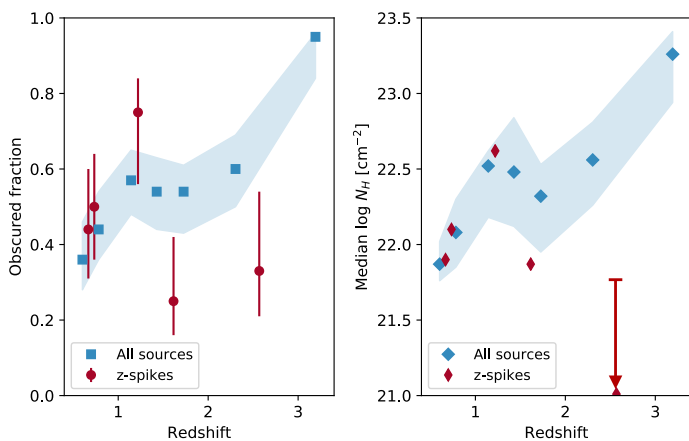 1.0
0.8
0.6
0.4
0.2
0.0
Obscured fraction
All sources
z-spikes
1
2
3
Redshift
23.5
23.0
22.5
22.0
21.5
21.0
Median log N_H [cm⁻²]
All sources
z-spikes
1
2
3
Redshift